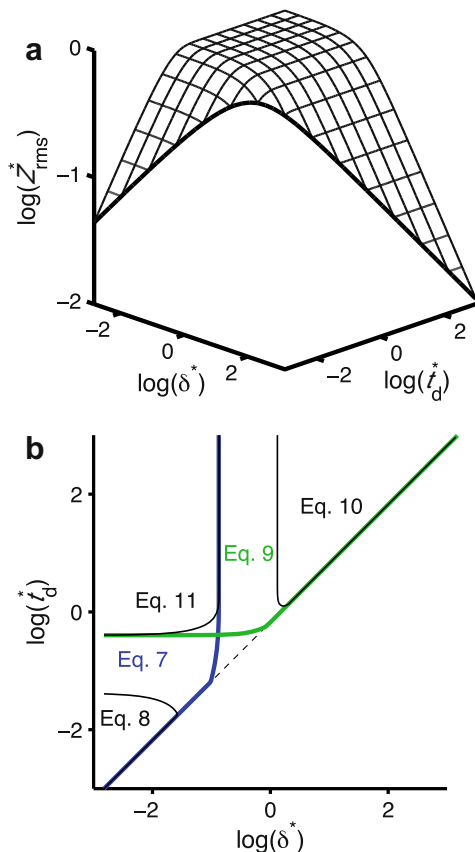 a
0
−1
−2
log(z*rms)
−2
0
2
log(δ*)
−2
0
2
log(t*d)
b
2
0
−2
log(t*d)
Eq. 10
Eq. 9
Eq. 11
Eq. 7
Eq. 8
−2
0
2
log(δ*)